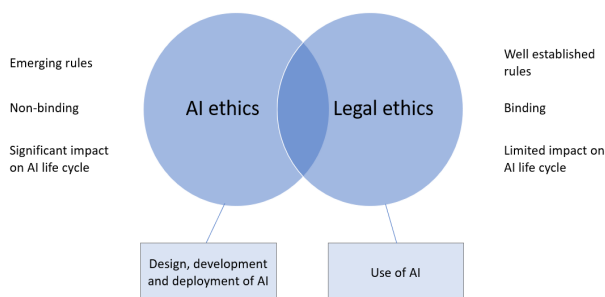 Emerging rules
Non-binding
Significant impact
on AI life cycle
AI ethics
Legal ethics
Well established
rules
Binding
Limited impact on
AI life cycle
Design, development
and deployment of AI
Use of AI